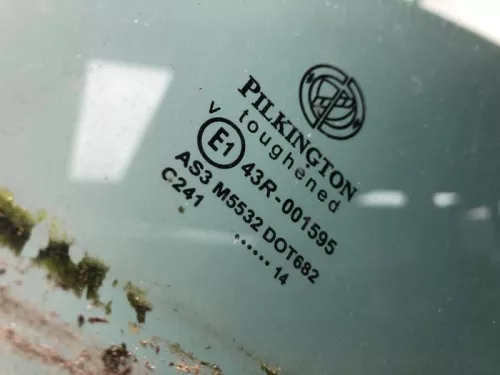 PILKINGTON
toughened
V
E1 43R-001595
AS3 M5532 DOT682
C241
...... 14